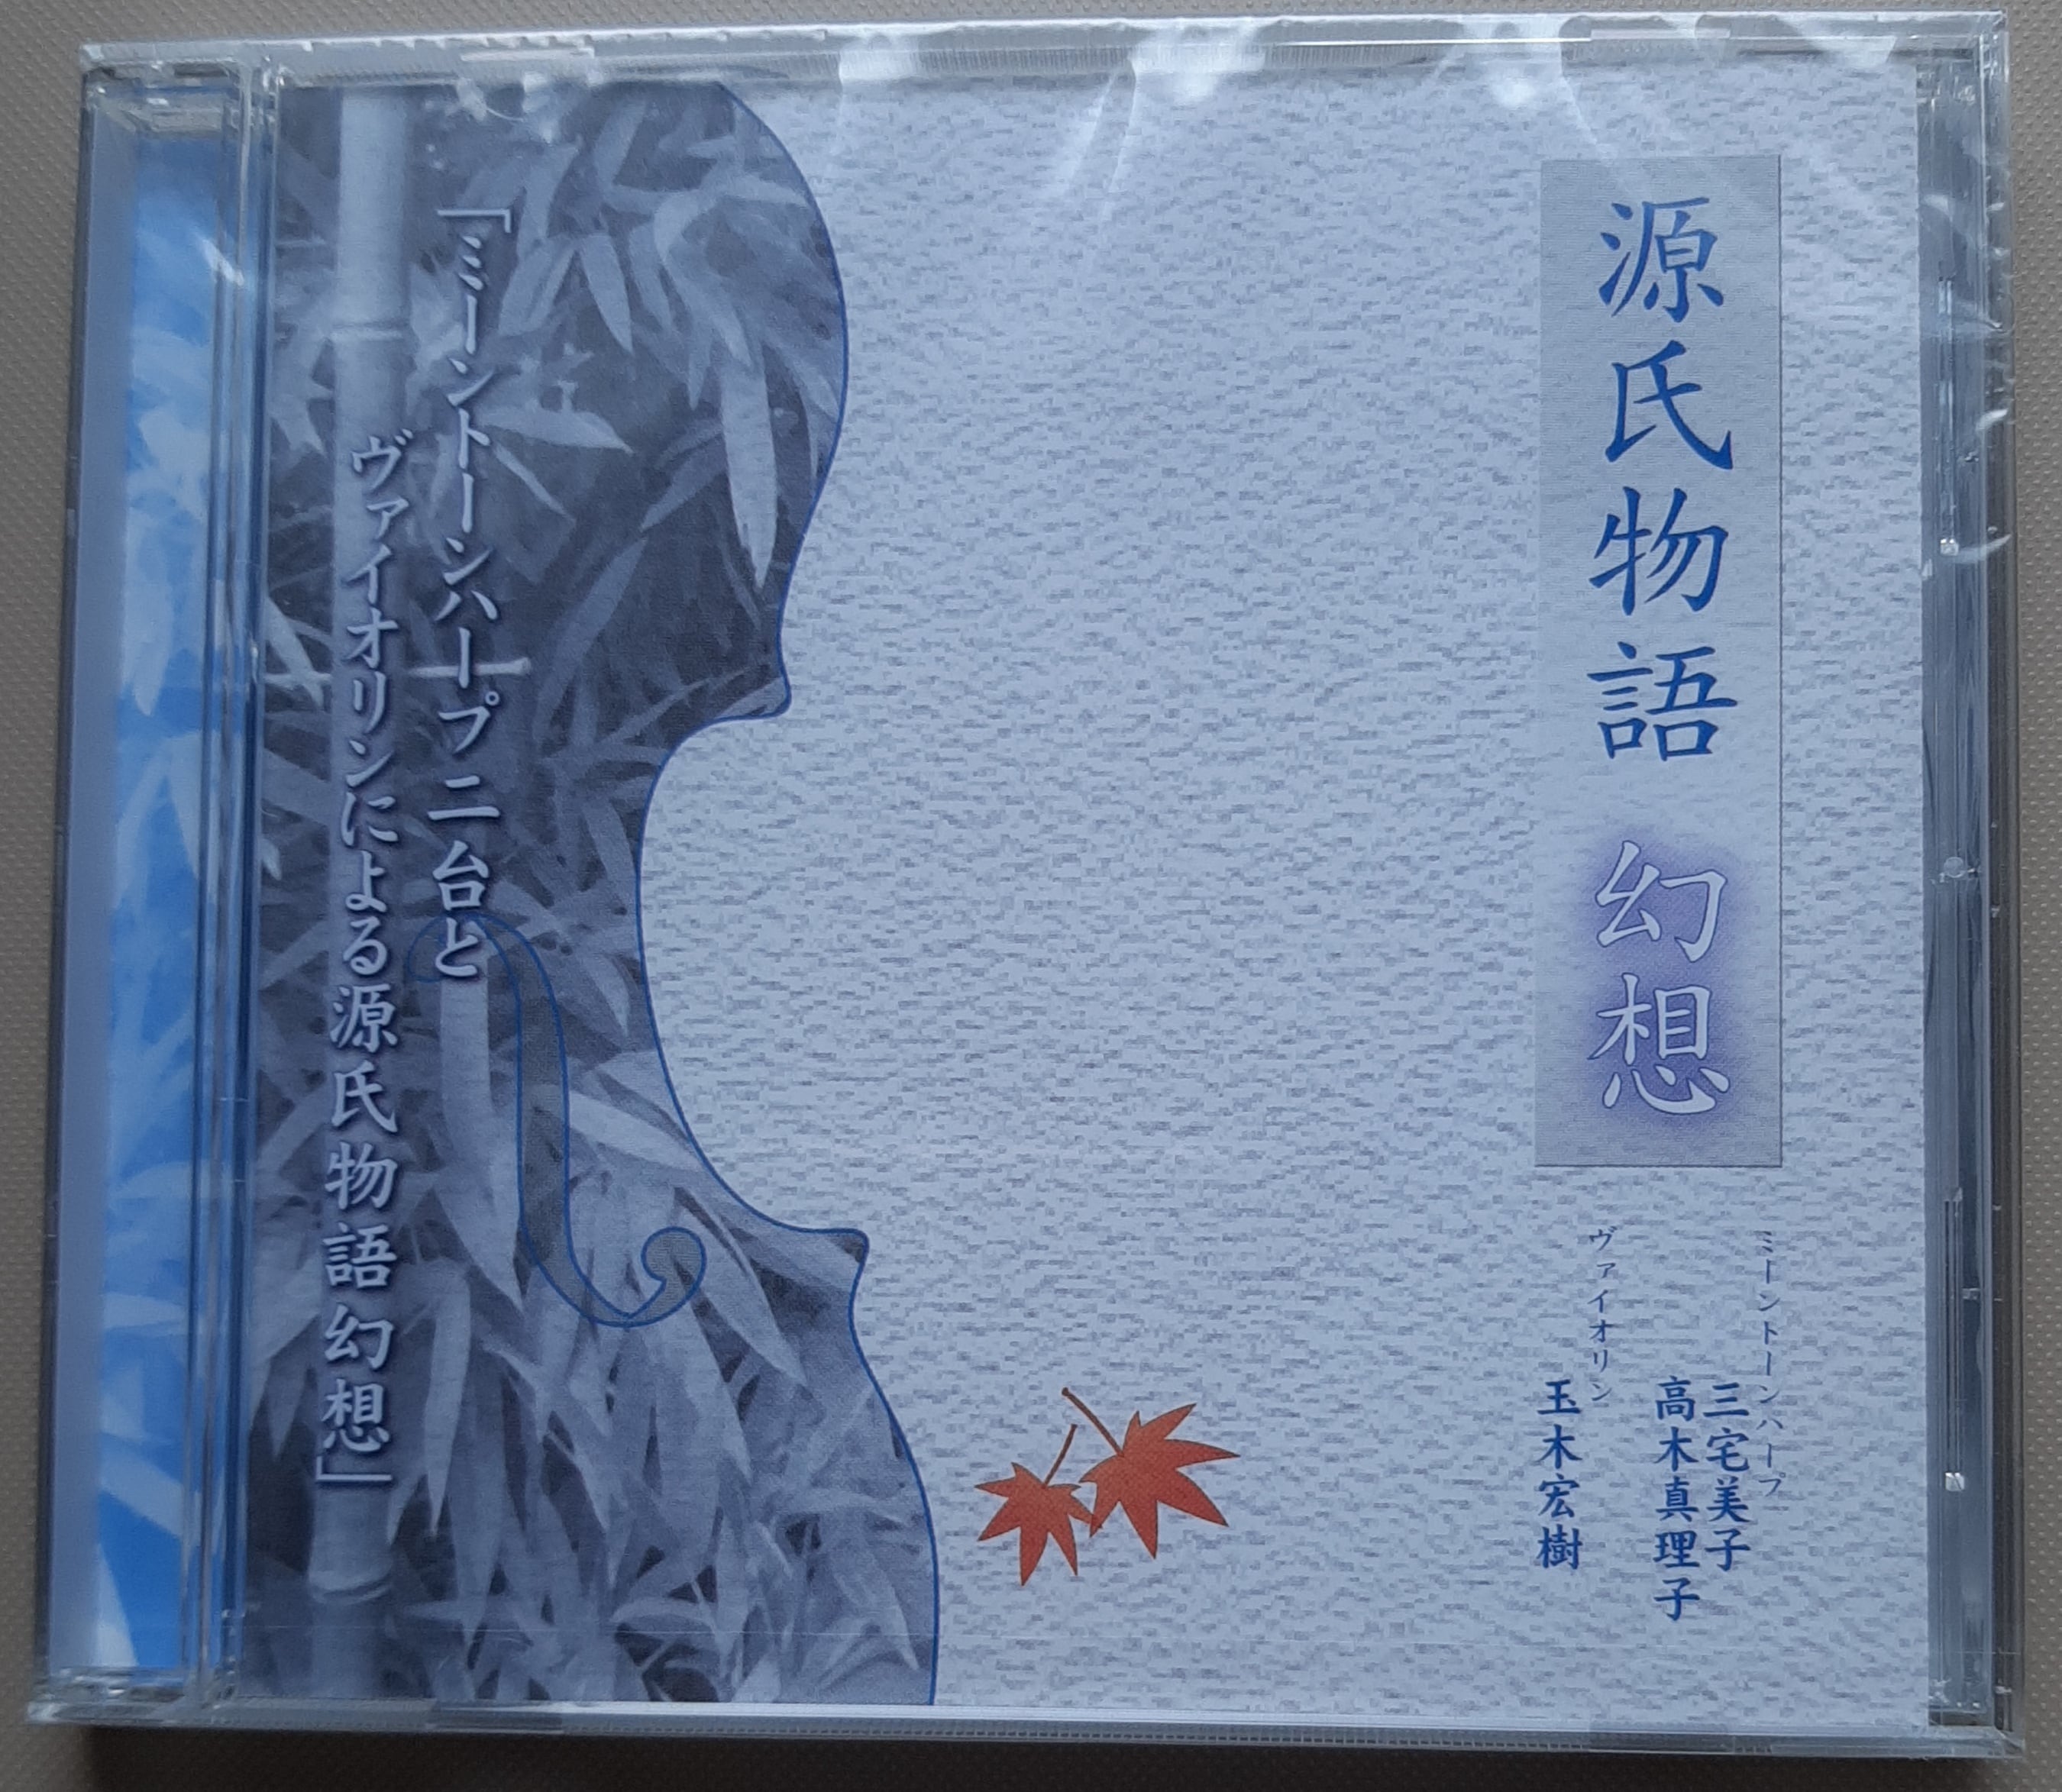 源氏物語 幻想
ミーントーンハープ
三宅美子
高木真理子
ヴァイオリン
玉木宏樹
「ミーントーンハープ二台と
ヴァイオリンによる源氏物語幻想」